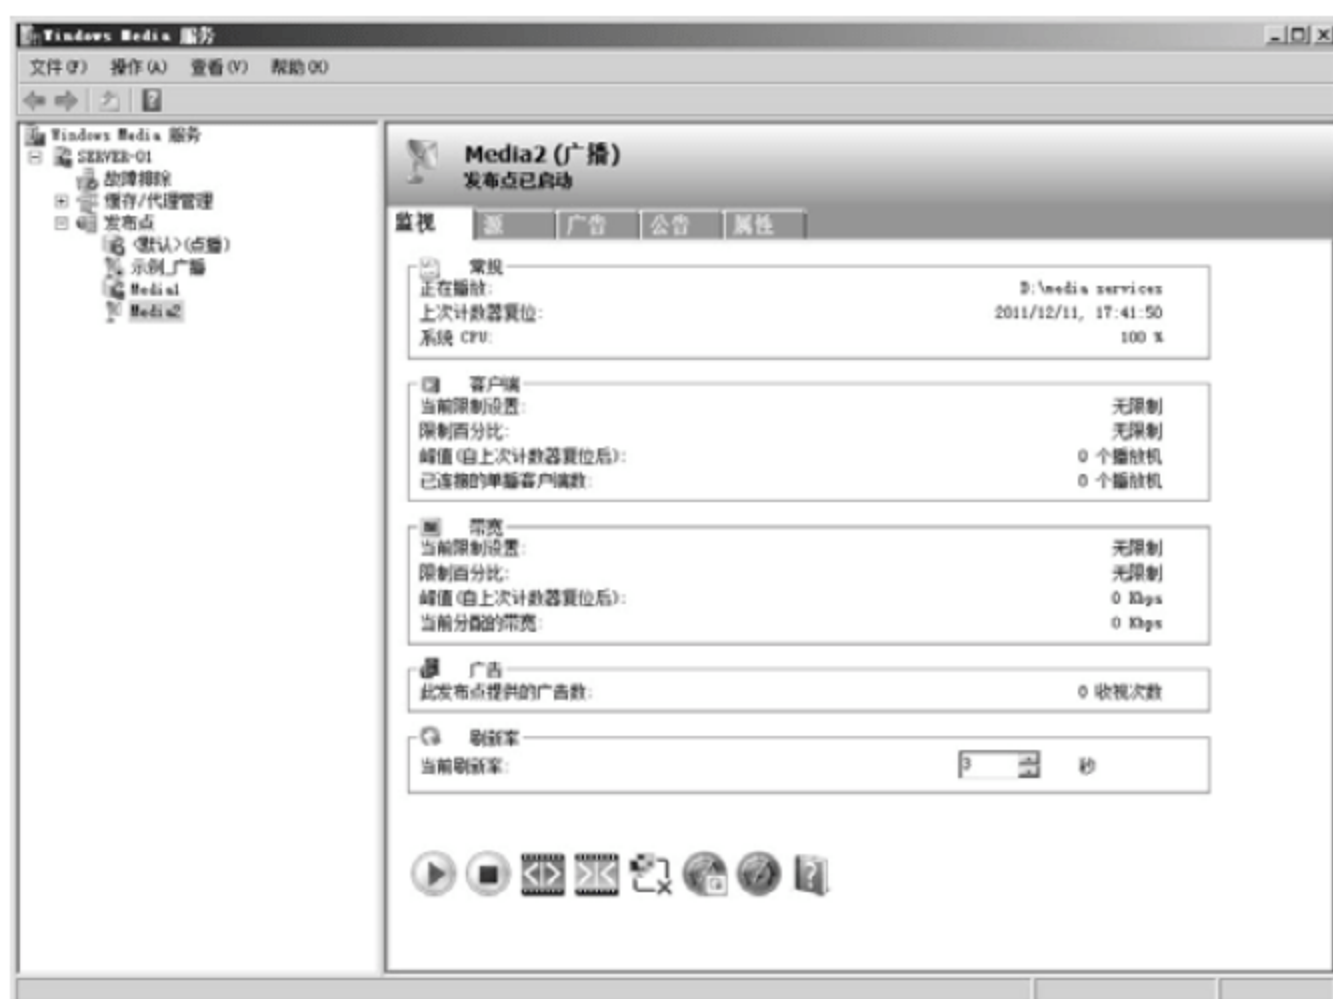 Windows Media 服务
文件(F) 操作(A) 查看(V) 帮助(H)
Windows Media 服务
SERVER-01
故障排除
缓存/代理管理
发布点
<默认>(点播)
示例_广播
Media1
Media2
Media2 (广播)
发布点已启动
监视 源 广告 公告 属性
常规
正在播放: D:\media services
上次计数器复位: 2011/12/11, 17:41:50
系统 CPU: 100 %
客户端
当前限制设置: 无限制
限制百分比: 无限制
峰值(自上次计数器复位后): 0 个播放机
已连接的单播客户端数: 0 个播放机
带宽
当前限制设置: 无限制
限制百分比: 无限制
峰值(自上次计数器复位后): 0 Kbps
当前分配的带宽: 0 Kbps
广告
此发布点提供的广告数: 0 收视次数
刷新率
当前刷新率: 3 秒